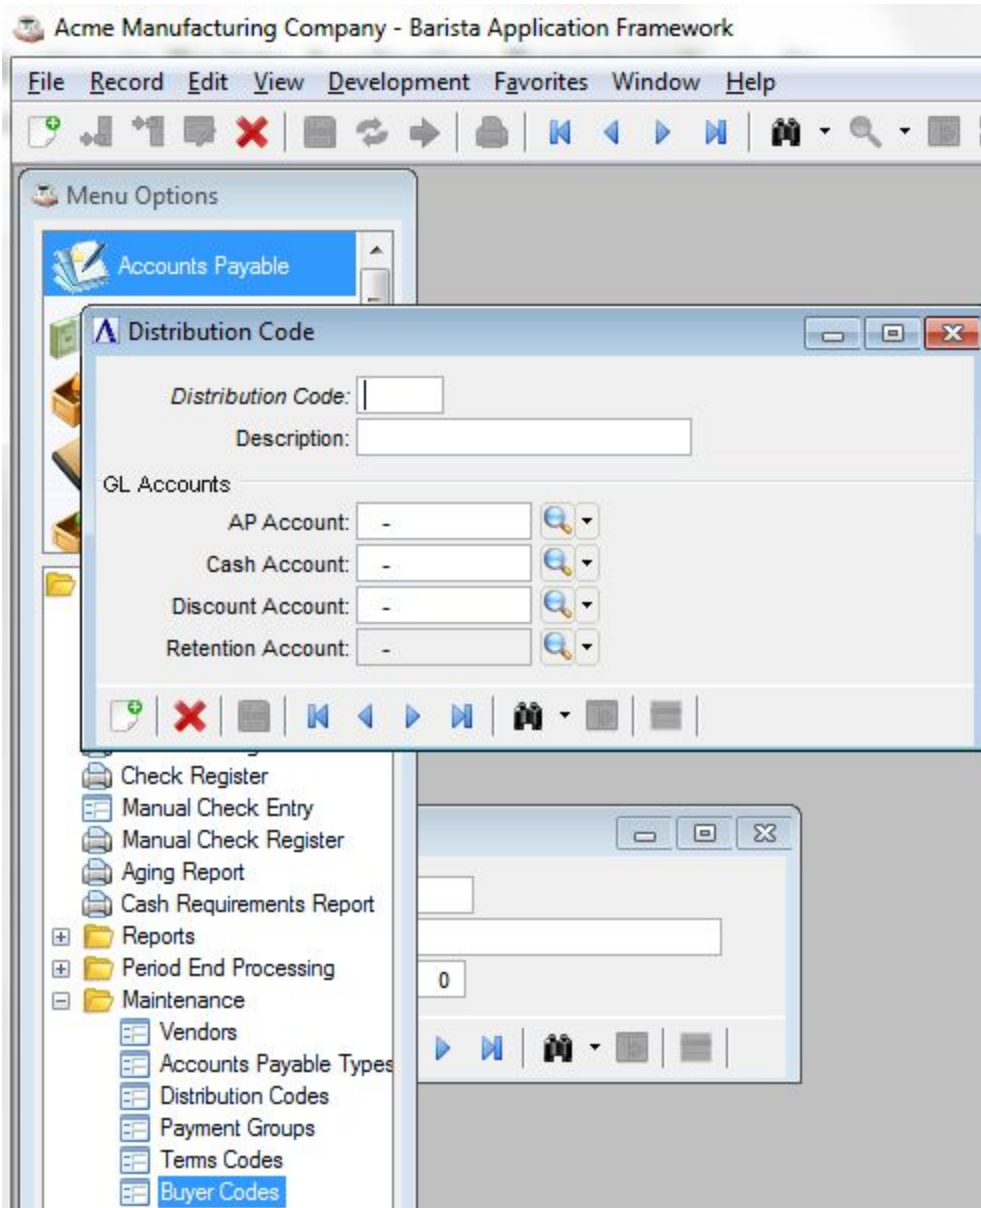 Acme Manufacturing Company - Barista Application Framework
File Record Edit View Development Favorites Window Help
Menu Options
Accounts Payable
Distribution Code
Distribution Code:
Description:
GL Accounts
AP Account: -
Cash Account: -
Discount Account: -
Retention Account: -
Check Register
Manual Check Entry
Manual Check Register
Aging Report
Cash Requirements Report
Reports
Period End Processing
0
Maintenance
Vendors
Accounts Payable Types
Distribution Codes
Payment Groups
Terms Codes
Buyer Codes